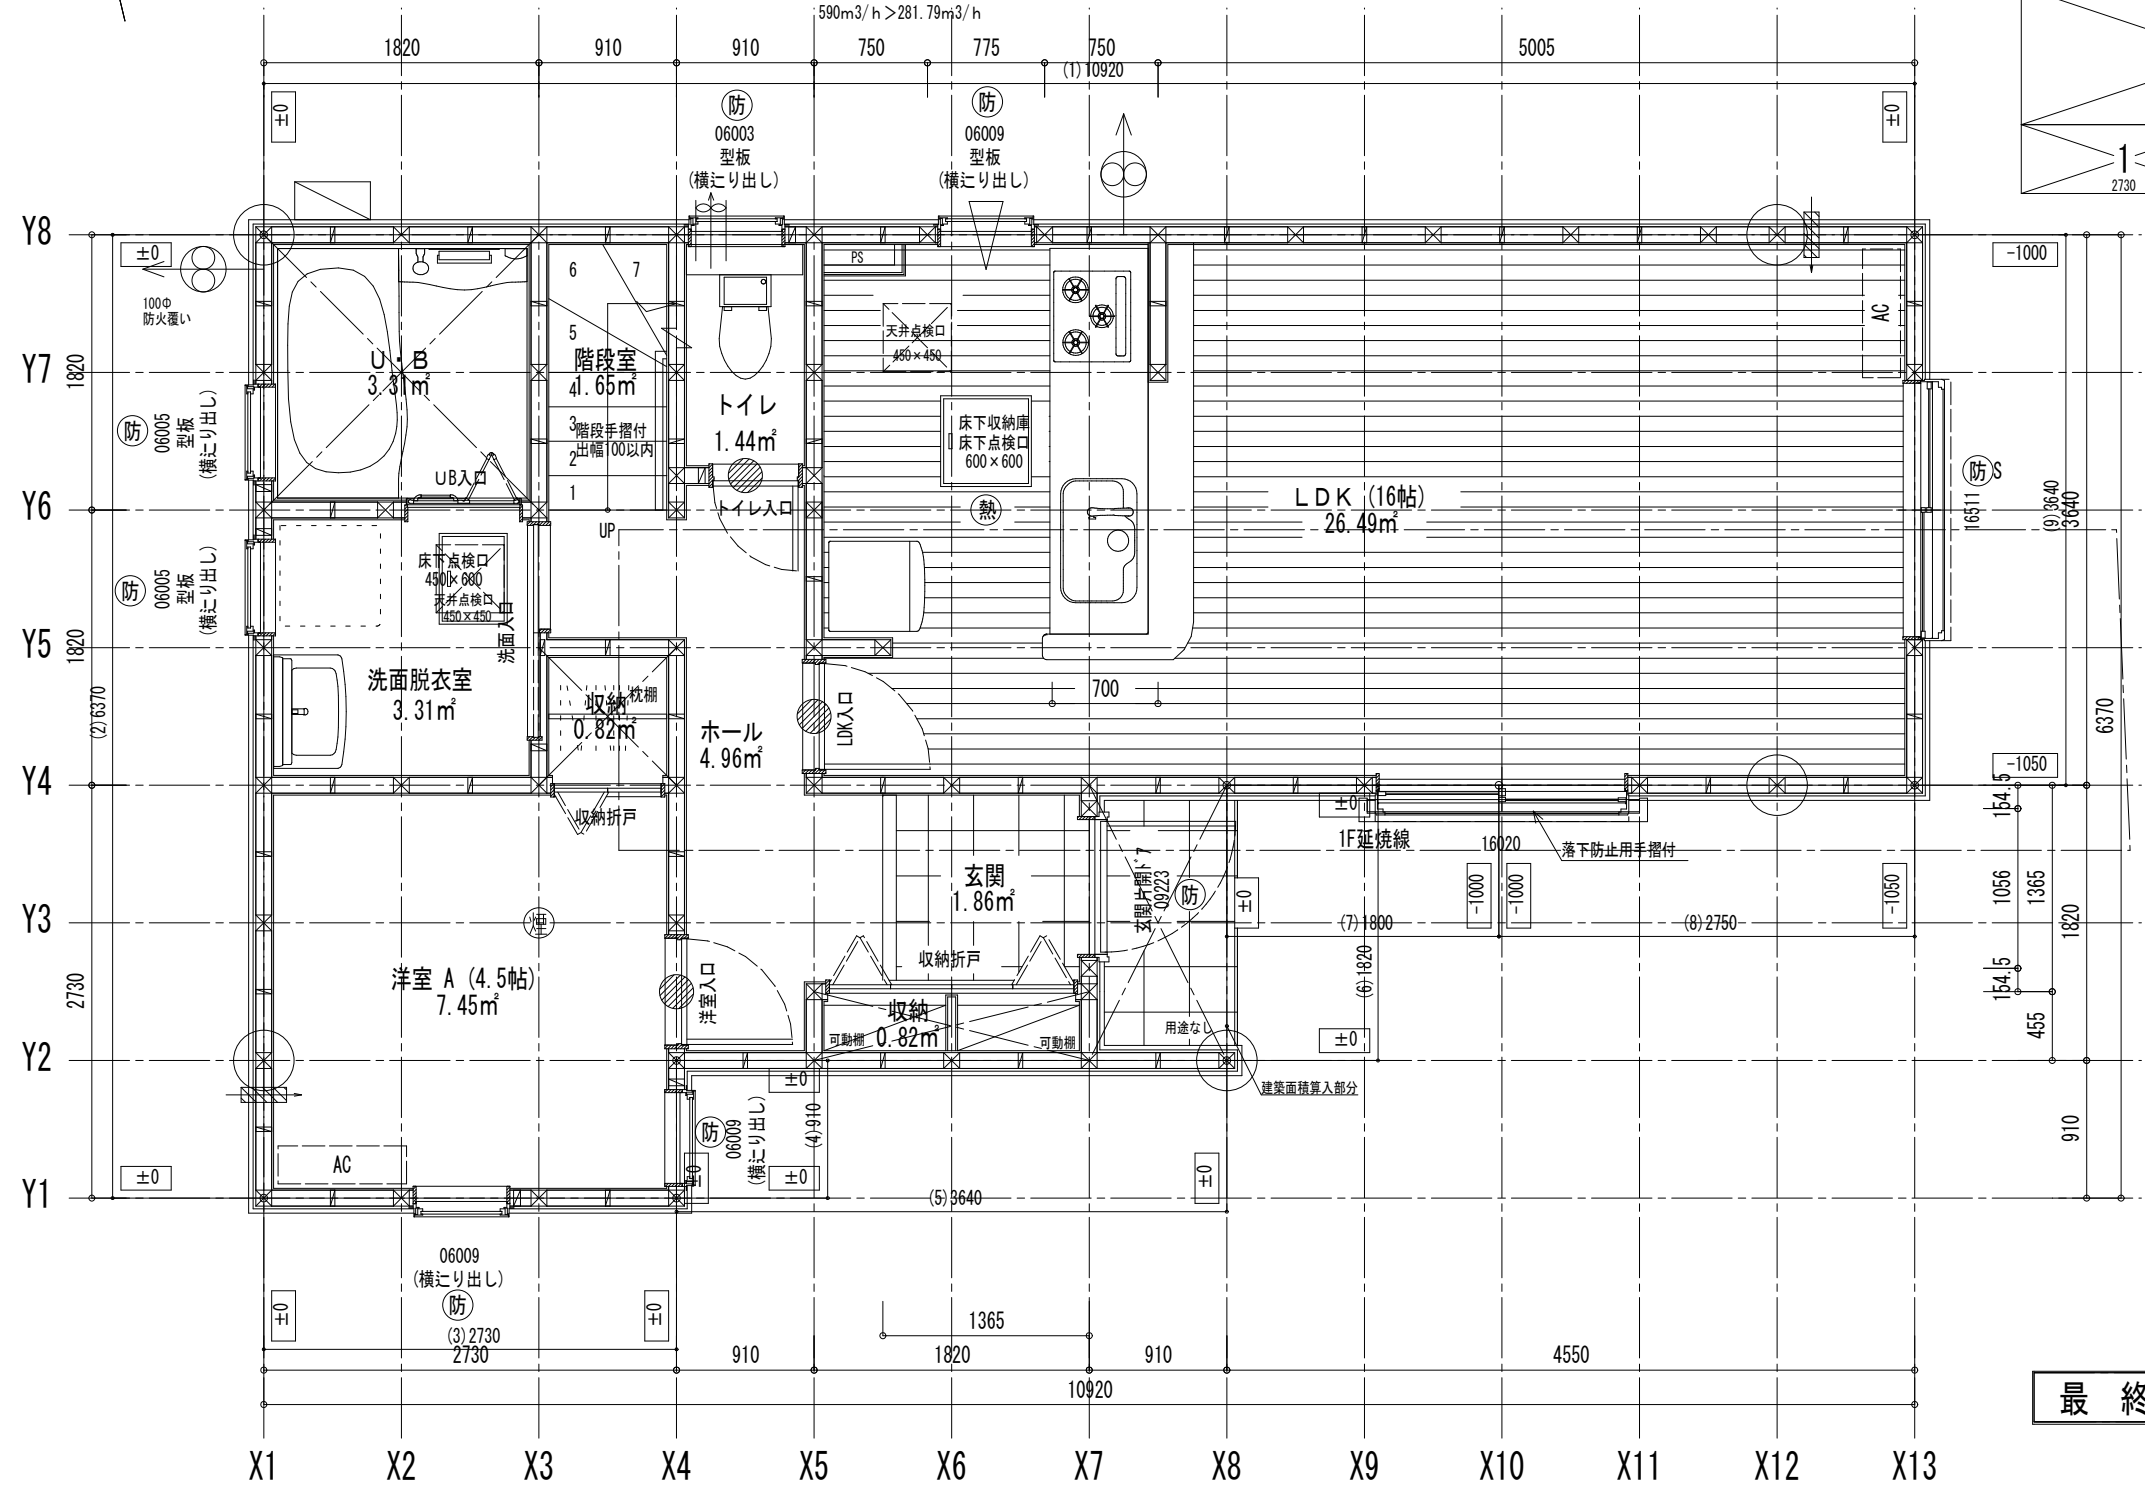 590m3/h＞281.79m3/h
1820
910
910
750
775
750
5005
(1)10920
±0
±0
防
06003
型板
(横辷り出し)
防
06009
型板
(横辷り出し)
1
2730
Y8
±0
-1000
100Φ
防火覆い
PS
6
7
5
4
3
2
1
天井点検口
450×450
AC
Y7
1820
U・B
3.31㎡
階段室
1.65㎡
トイレ
1.44㎡
階段手摺付
出幅100以内
床下収納庫
床下点検口
600×600
防
06005
型板
(横辷り出し)
UB入口
トイレ入口
熱
LDK (16帖)
26.49㎡
防S
16511
(9)3640
3640
Y6
UP
防
06005
型板
(横辷り出し)
床下点検口
450×600
天井点検口
450×450
洗面入口
Y5
1820
(2)6370
洗面脱衣室
3.31㎡
収納
0.82㎡
枕棚
ホール
4.96㎡
LDK入口
700
6370
Y4
-1050
収納折戸
±0
1F延焼線
16020
落下防止用手摺付
154.5
1056
1365
1820
154.5
455
玄関
1.86㎡
玄関片開ドア
09223
防
±0
-1000
-1000
-1050
Y3
煙
(7)1800
(8)2750
(6)1820
2730
洋室 A (4.5帖)
7.45㎡
洋室入口
収納折戸
収納
0.82㎡
可動棚
可動棚
用途なし
±0
Y2
±0
建築面積算入部分
防
06009
(横辷り出し)
(4)910
910
AC
±0
±0
±0
±0
Y1
(5)3640
06009
(横辷り出し)
防
±0
±0
(3)2730
2730
1365
910
1820
910
4550
10920
最 終
X1
X2
X3
X4
X5
X6
X7
X8
X9
X10
X11
X12
X13